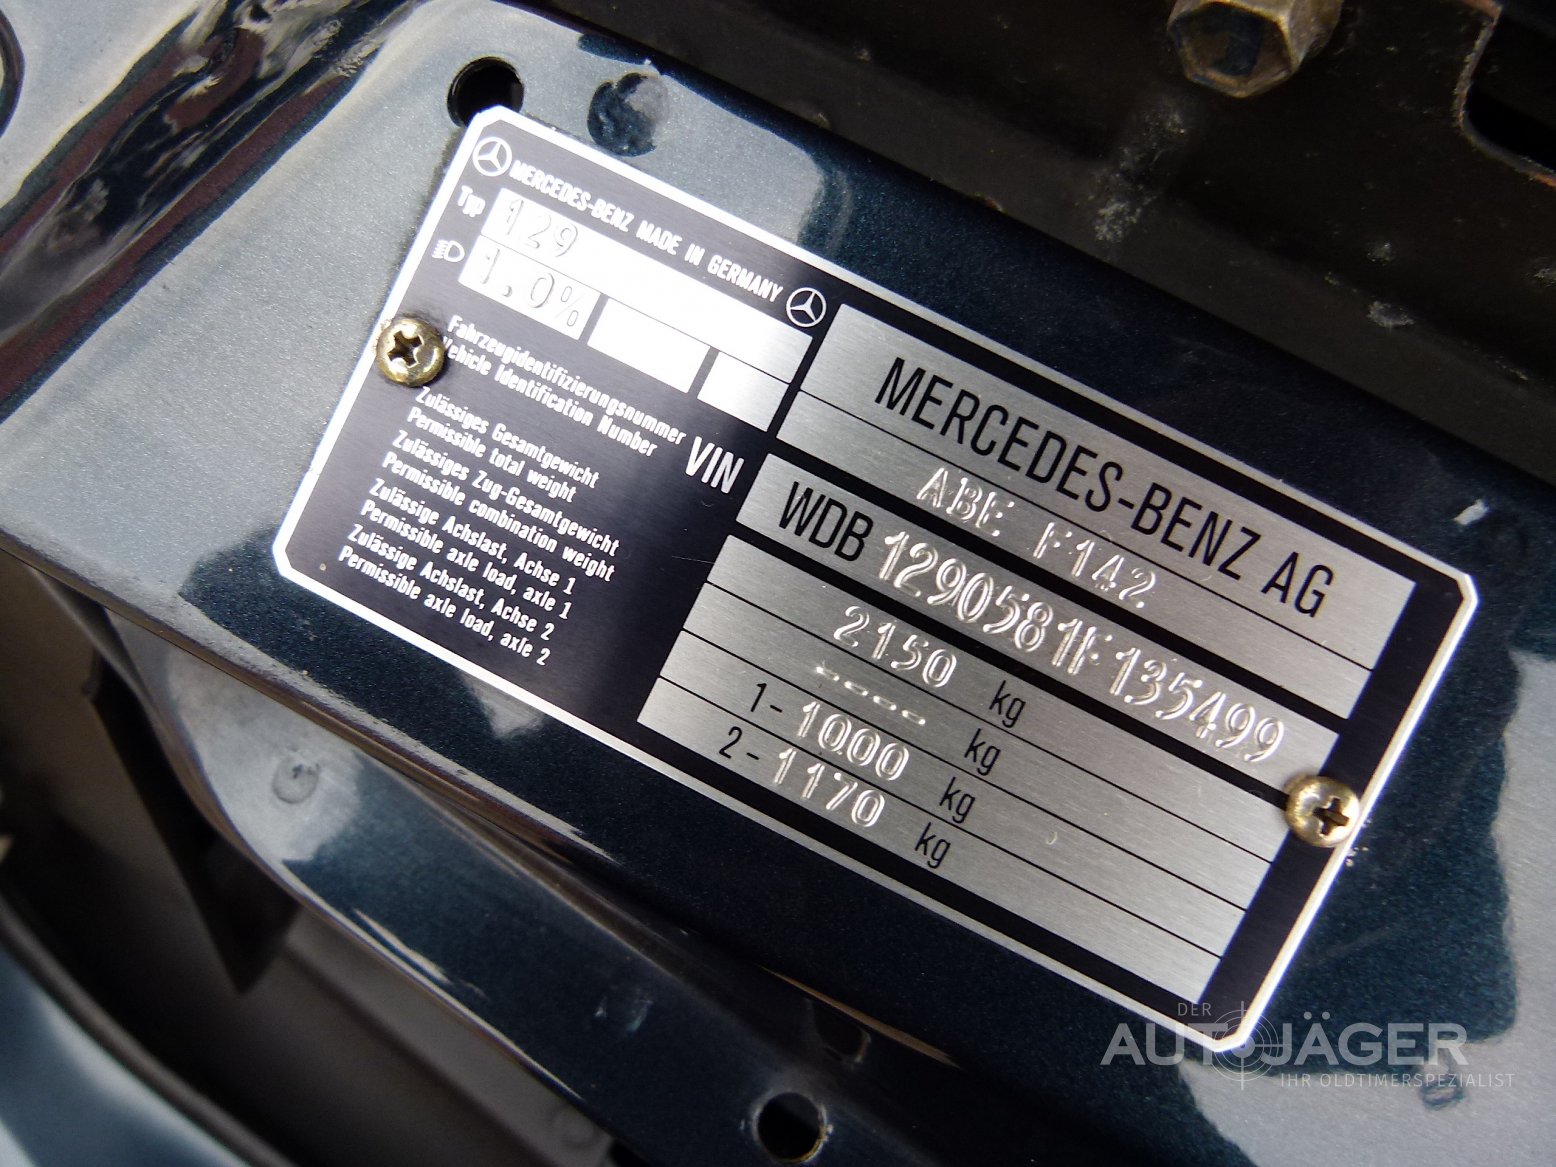 MERCEDES-BENZ MADE IN GERMANY
Typ 129
1.0%
Fahrzeugidentifizierungsnummer
Vehicle Identification Number
VIN
Zulässiges Gesamtgewicht
Permissible total weight
Zulässiges Zug-Gesamtgewicht
Permissible combination weight
Zulässige Achslast, Achse 1
Permissible axle load, axle 1
Zulässige Achslast, Achse 2
Permissible axle load, axle 2
MERCEDES-BENZ AG
ABE F142
WDB 1290581F135499
2150 kg
---- kg
1- 1000 kg
2- 1170 kg
DER
AUTOJÄGER
IHR OLDTIMERSPEZIALIST